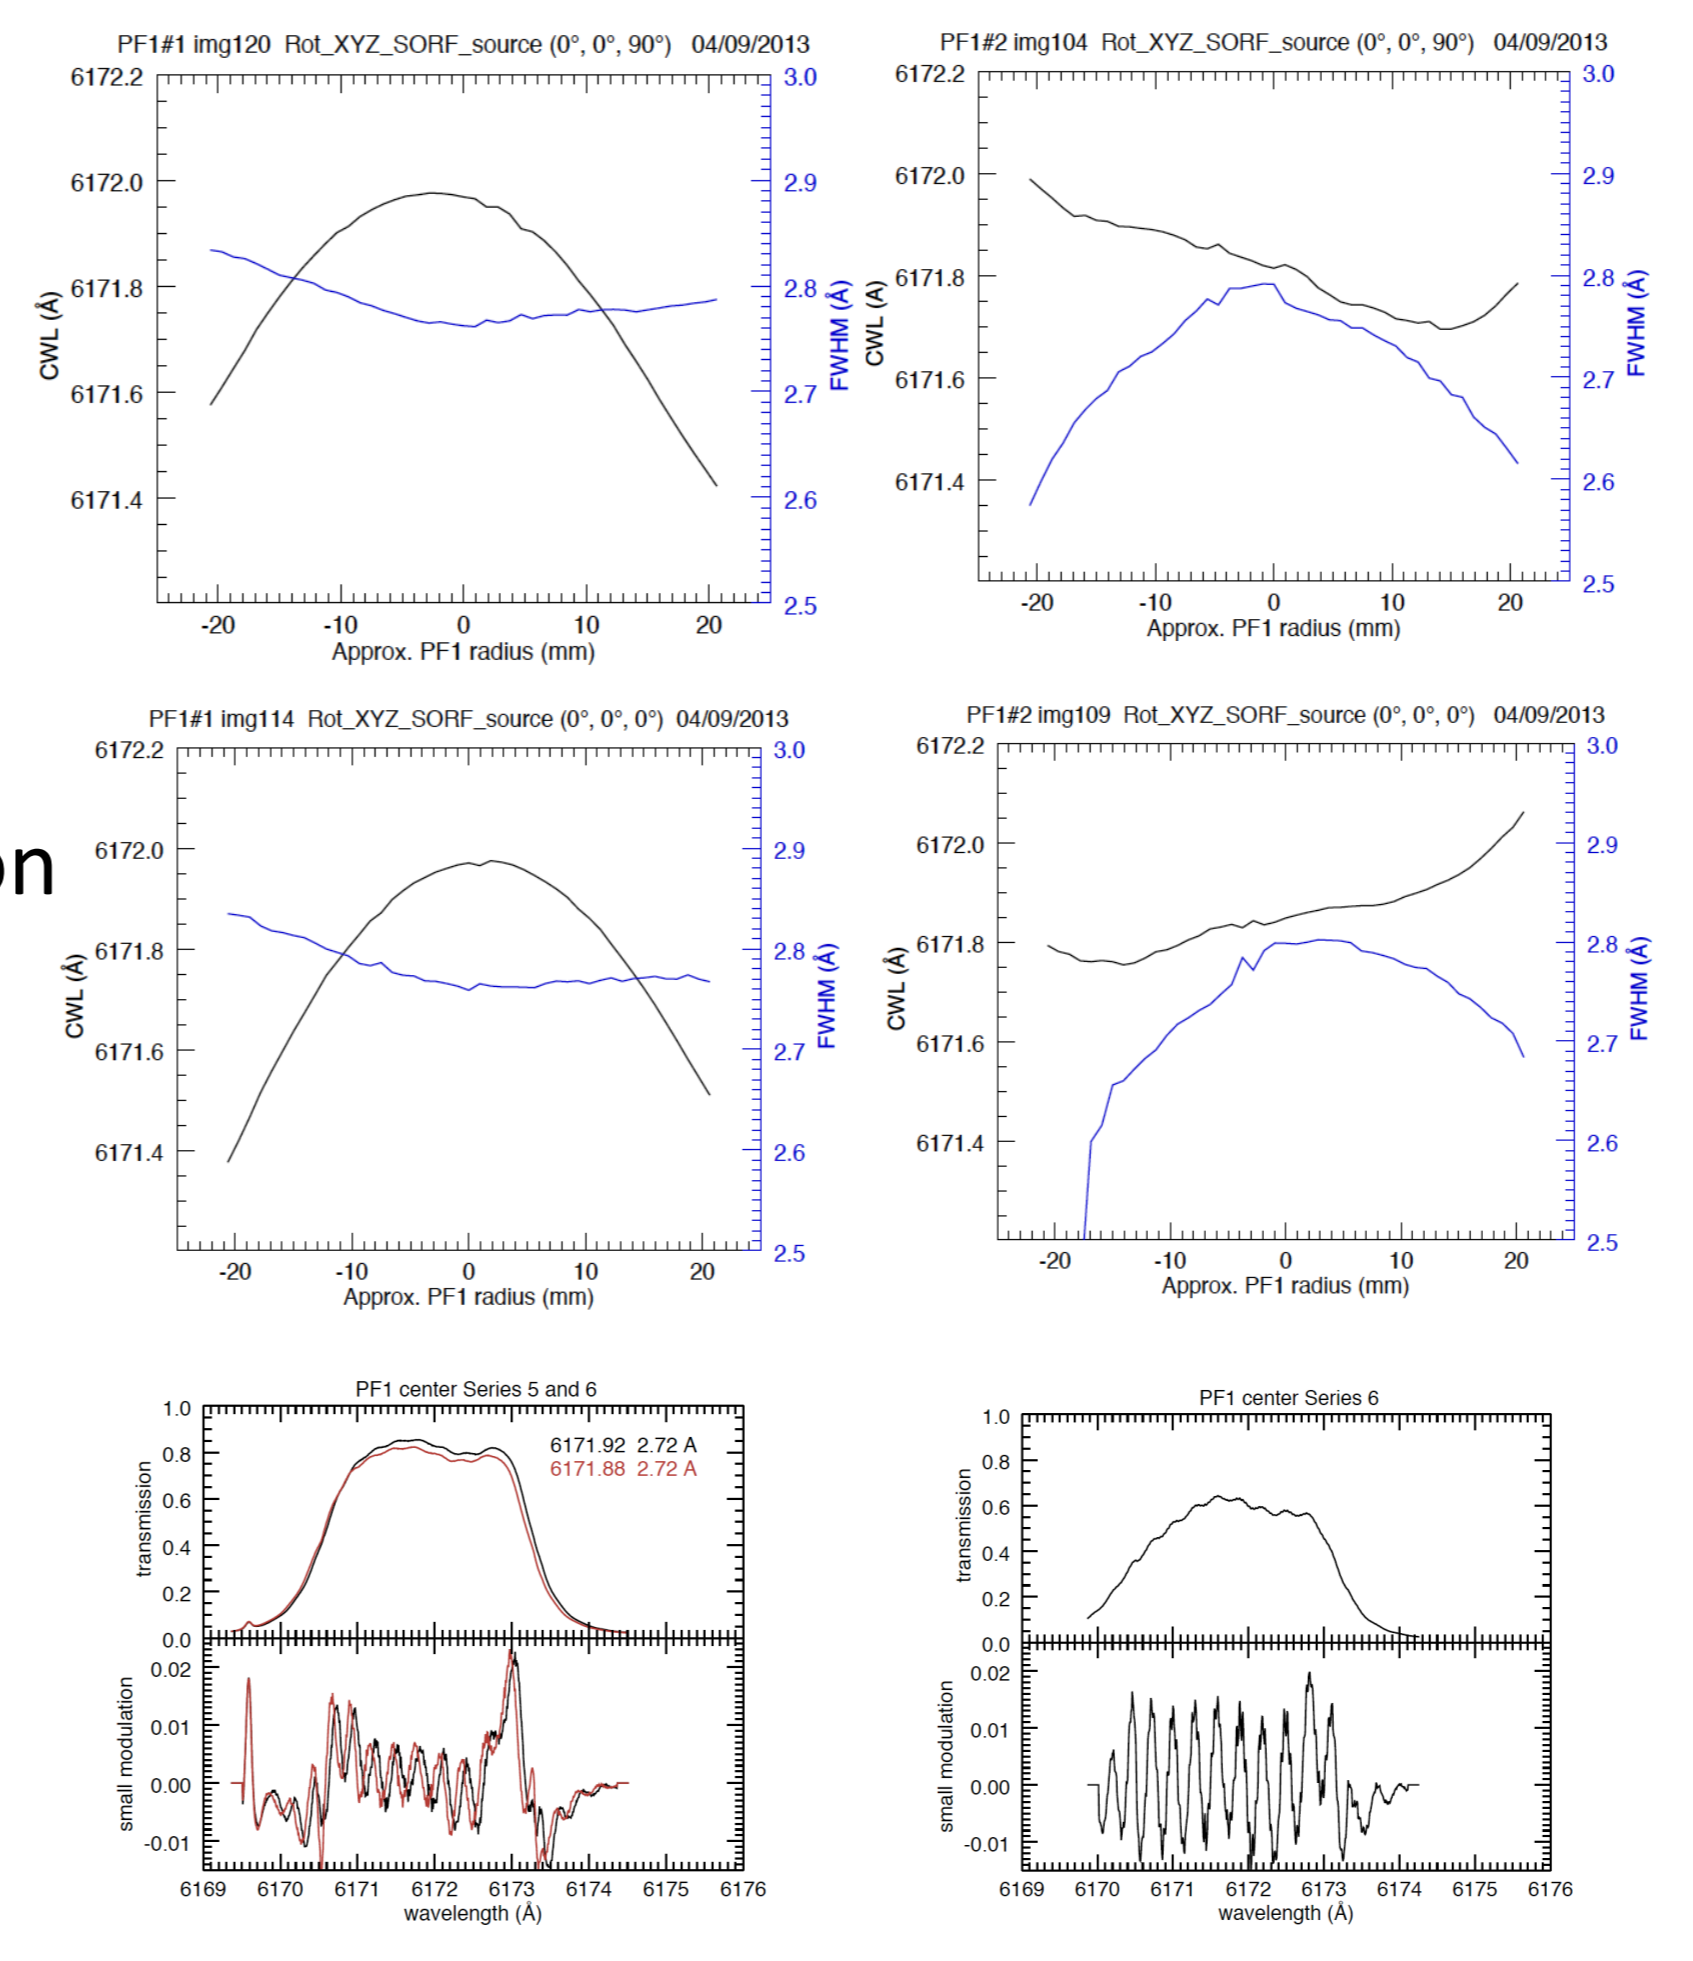 PF1#1 img120 Rot_XYZ_SORF_source (0°, 0°, 90°) 04/09/2013
6172.2
6172.0
6171.8
6171.6
6171.4
CWL (Å)
3.0
2.9
2.8
2.7
2.6
2.5
FWHM (Å)
-20 -10 0 10 20
Approx. PF1 radius (mm)
PF1#2 img104 Rot_XYZ_SORF_source (0°, 0°, 90°) 04/09/2013
6172.2
6172.0
6171.8
6171.6
6171.4
CWL (A)
3.0
2.9
2.8
2.7
2.6
2.5
FWHM (Å)
-20 -10 0 10 20
Approx. PF1 radius (mm)
on
PF1#1 img114 Rot_XYZ_SORF_source (0°, 0°, 0°) 04/09/2013
6172.2
6172.0
6171.8
6171.6
6171.4
CWL (Å)
3.0
2.9
2.8
2.7
2.6
2.5
FWHM (Å)
-20 -10 0 10 20
Approx. PF1 radius (mm)
PF1#2 img109 Rot_XYZ_SORF_source (0°, 0°, 0°) 04/09/2013
6172.2
6172.0
6171.8
6171.6
6171.4
CWL (Å)
3.0
2.9
2.8
2.7
2.6
2.5
FWHM (Å)
-20 -10 0 10 20
Approx. PF1 radius (mm)
PF1 center Series 5 and 6
1.0
0.8
0.6
0.4
0.2
0.0
transmission
6171.92 2.72 A
6171.88 2.72 A
0.02
0.01
0.00
-0.01
small modulation
6169 6170 6171 6172 6173 6174 6175 6176
wavelength (Å)
PF1 center Series 6
1.0
0.8
0.6
0.4
0.2
0.0
transmission
0.02
0.01
0.00
-0.01
small modulation
6169 6170 6171 6172 6173 6174 6175 6176
wavelength (Å)